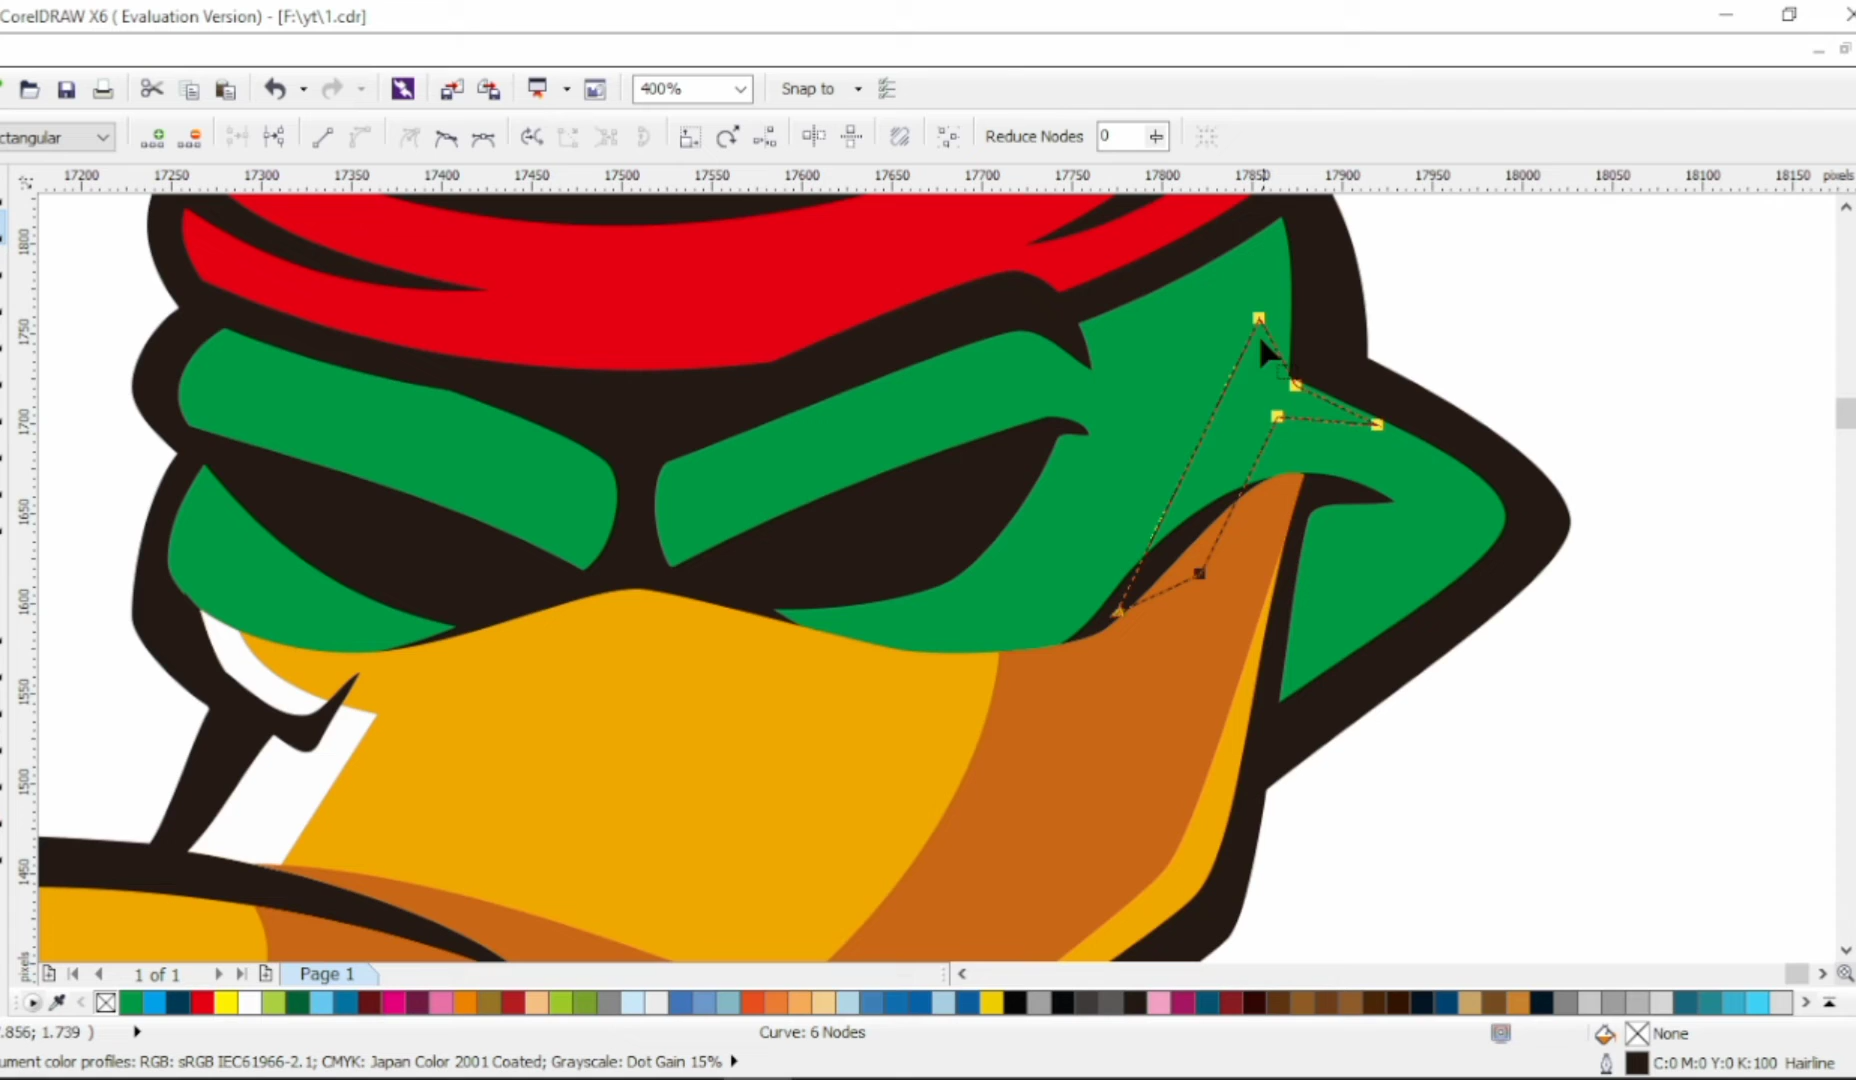 CorelDRAW X6 ( Evaluation Version) - [F:\yt\1.cdr]
400%
Snap to
ctangular
Reduce Nodes 0
17200 17250 17300 17350 17400 17450 17500 17550 17600 17650 17700 17750 17800 17850 17900 17950 18000 18050 18100 18150 pixels
1800
1750
1700
1650
1600
1550
1500
1450
pixels
1 of 1
Page 1
.856; 1.739 )
Curve: 6 Nodes
None
ument color profiles: RGB: sRGB IEC61966-2.1; CMYK: Japan Color 2001 Coated; Grayscale: Dot Gain 15%
C:0 M:0 Y:0 K:100 Hairline